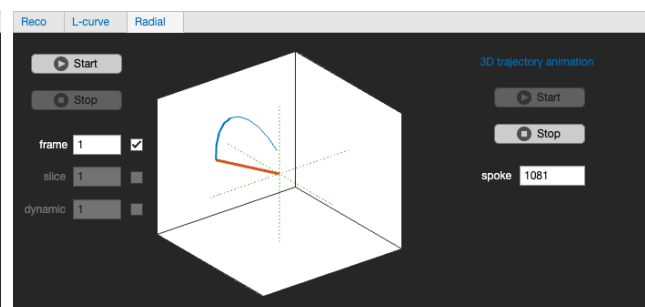 Reco L-curve Radial
Start
Stop
frame 1
slice 1
dynamic 1
3D trajectory animation
Start
Stop
spoke 1081